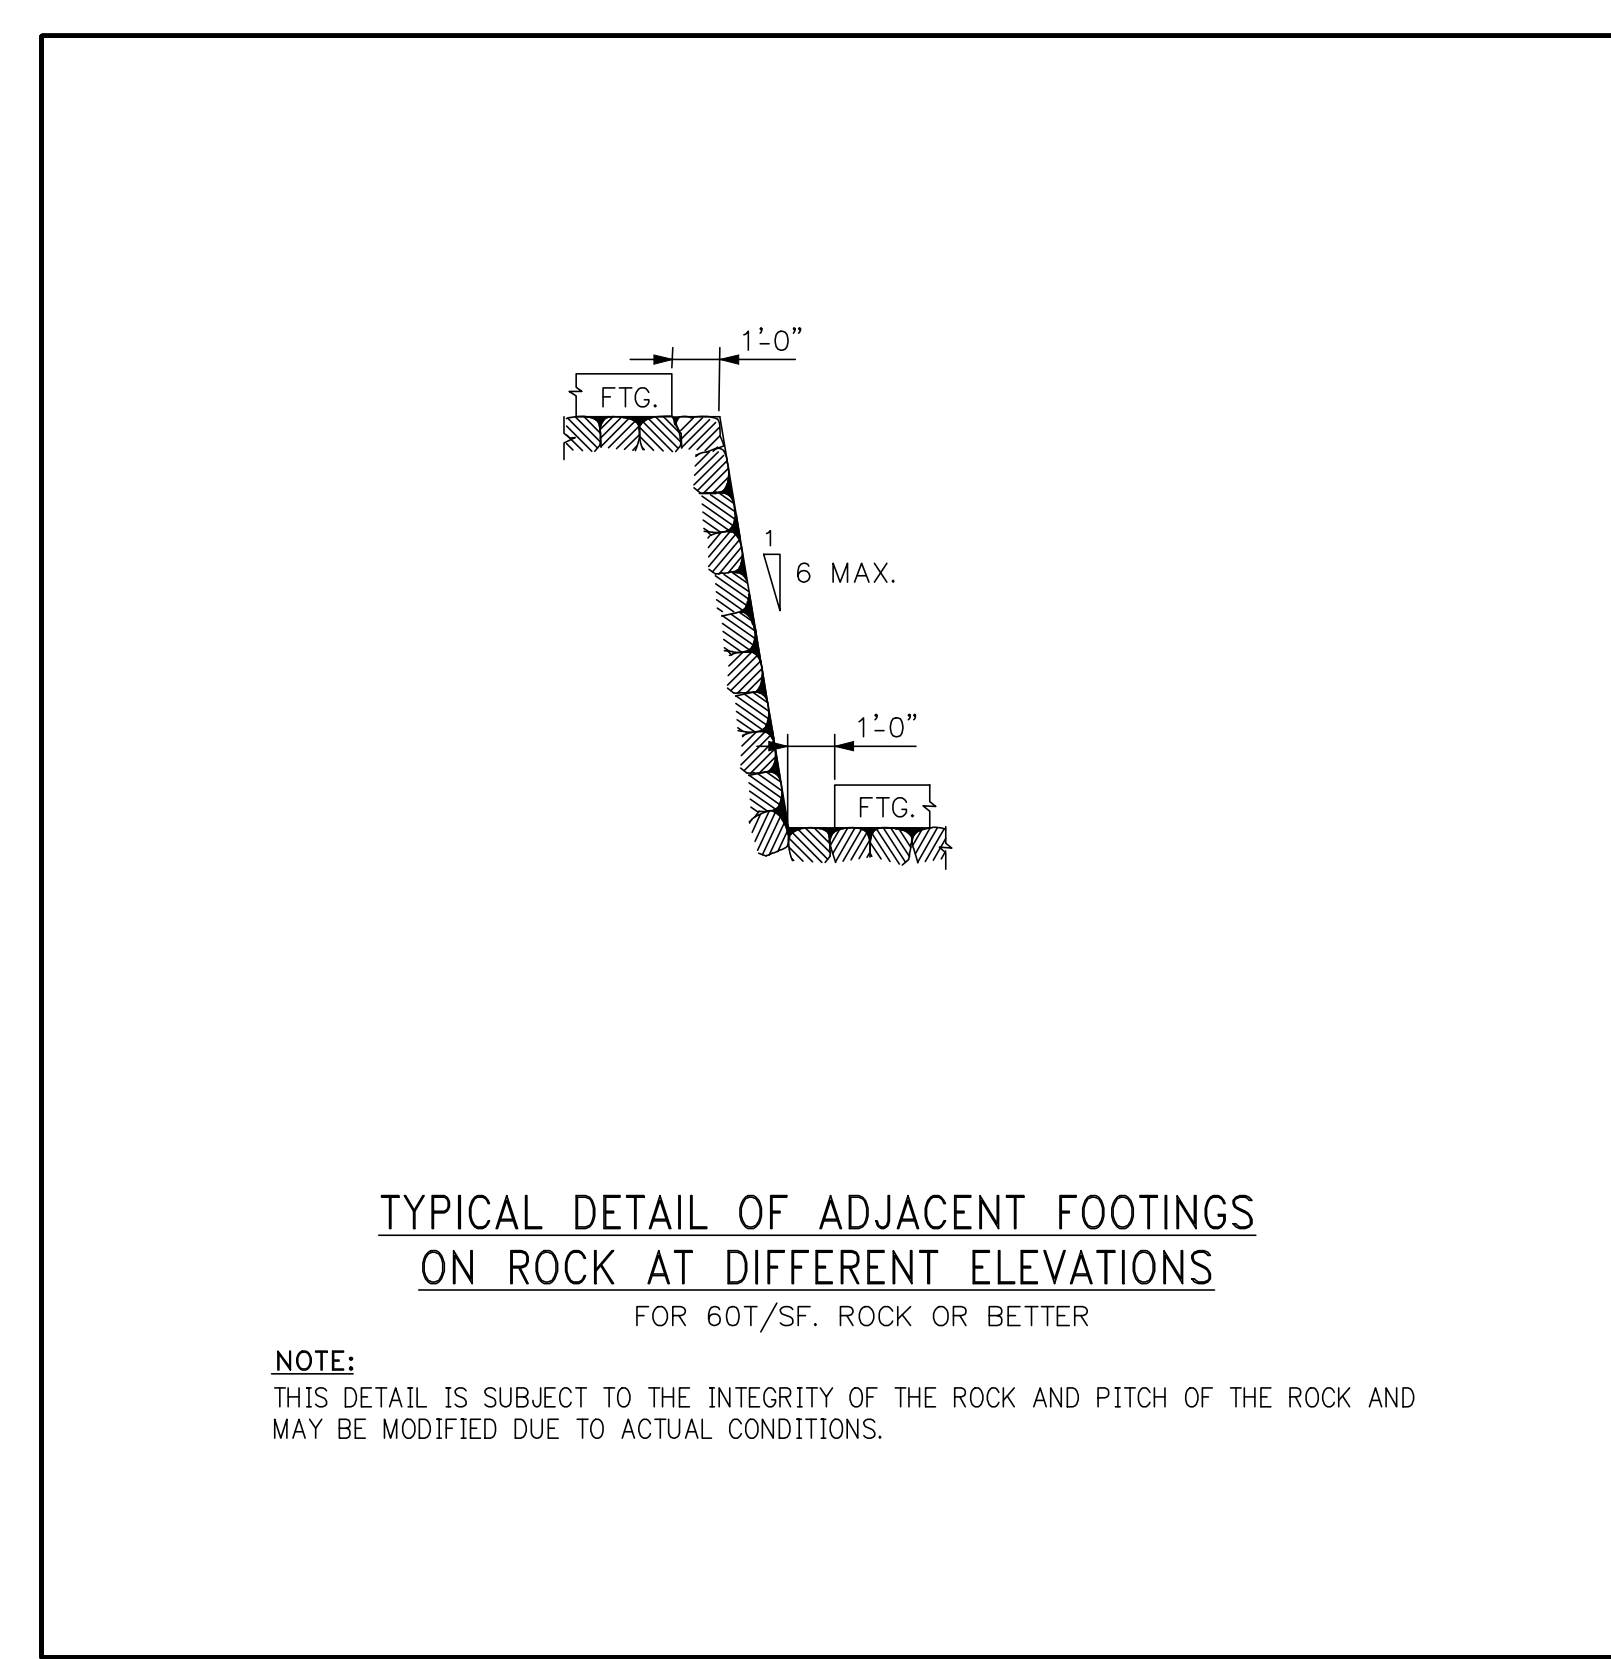 1'-0"
FTG.
1
6 MAX.
1'-0"
FTG.
TYPICAL DETAIL OF ADJACENT FOOTINGS
ON ROCK AT DIFFERENT ELEVATIONS
FOR 60T/SF. ROCK OR BETTER
NOTE:
THIS DETAIL IS SUBJECT TO THE INTEGRITY OF THE ROCK AND PITCH OF THE ROCK AND
MAY BE MODIFIED DUE TO ACTUAL CONDITIONS.